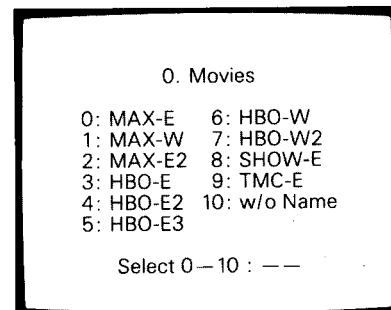 0. Movies
0: MAX-E 6: HBO-W
1: MAX-W 7: HBO-W2
2: MAX-E2 8: SHOW-E
3: HBO-E 9: TMC-E
4: HBO-E2 10: w/o Name
5: HBO-E3
Select 0–10 : – –